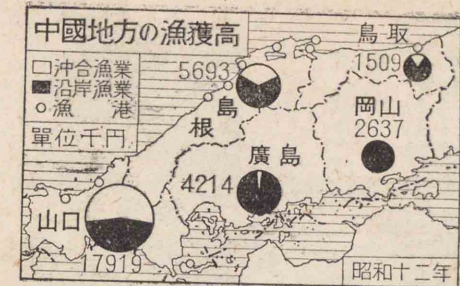 中國地方の漁獲高
□沖合漁業
■沿岸漁業
○漁港
單位千円
鳥取
1509
5693
島根
岡山
2637
廣島
4214
山口
17919
昭和十二年